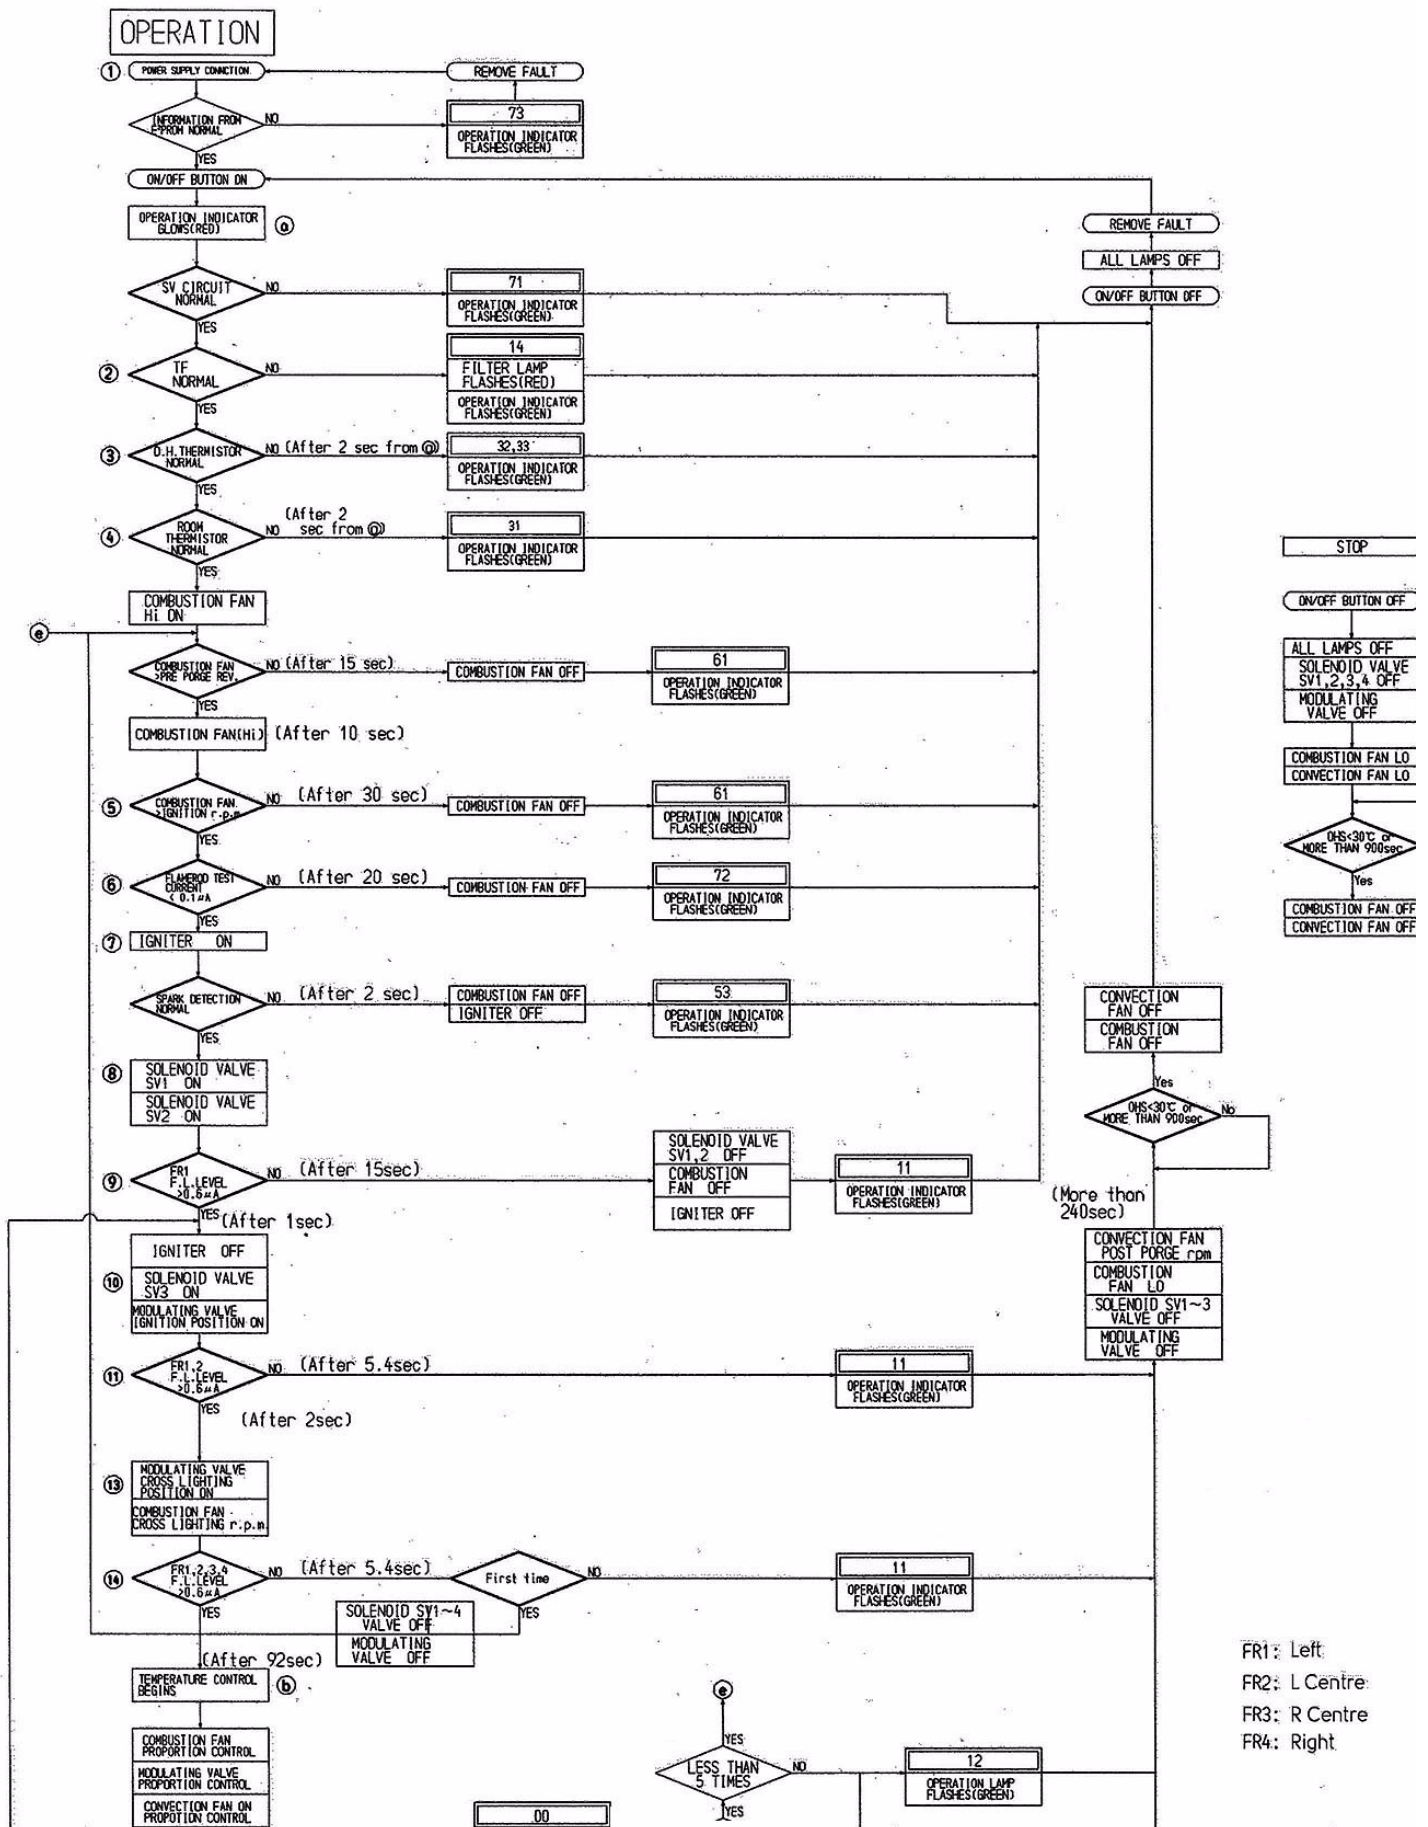 OPERATION
① POWER SUPPLY CONNCTION.
REMOVE FAULT
INFORMATION FROM
E²PROM NORMAL
NO
73
OPERATION INDICATOR
FLASHES(GREEN)
YES
ON/OFF BUTTON ON
OPERATION INDICATOR
GLOWS(RED)
ⓐ
REMOVE FAULT
ALL LAMPS OFF
ON/OFF BUTTON OFF
SV CIRCUIT
NORMAL
NO
71
OPERATION INDICATOR
FLASHES(GREEN)
YES
②
TF
NORMAL
NO
14
FILTER LAMP
FLASHES(RED)
OPERATION INDICATOR
FLASHES(GREEN)
YES
③
O.H.THERMISTOR
NORMAL
NO (After 2 sec from ⓐ)
32,33
OPERATION INDICATOR
FLASHES(GREEN)
YES
④
ROOM
THERMISTOR
NORMAL
NO
(After 2
sec from ⓐ)
31
OPERATION INDICATOR
FLASHES(GREEN)
YES
COMBUSTION FAN
Hi ON
ⓔ
COMBUSTION FAN
>PRE PORGE REV.
NO (After 15 sec)
COMBUSTION FAN OFF
61
OPERATION INDICATOR
FLASHES(GREEN)
YES
COMBUSTION FAN(Hi) (After 10 sec)
⑤
COMBUSTION FAN
>IGNITION r.p.m
NO (After 30 sec)
COMBUSTION FAN OFF
61
OPERATION INDICATOR
FLASHES(GREEN)
YES
⑥
FLAMEROD TEST
CURRENT
< 0.1μA
NO (After 20 sec)
COMBUSTION FAN OFF
72
OPERATION INDICATOR
FLASHES(GREEN)
YES
⑦ IGNITER ON
SPARK DETECTION
NORMAL
NO (After 2 sec)
COMBUSTION FAN OFF
IGNITER OFF
53
OPERATION INDICATOR
FLASHES(GREEN)
YES
⑧
SOLENOID VALVE
SV1 ON
SOLENOID VALVE
SV2 ON
⑨
FR1
F.L.LEVEL
>0.6μA
NO (After 15sec)
SOLENOID VALVE
SV1,2 OFF
COMBUSTION
FAN OFF
IGNITER OFF
11
OPERATION INDICATOR
FLASHES(GREEN)
YES
(After 1sec)
⑩
IGNITER OFF
SOLENOID VALVE
SV3 ON
MODULATING VALVE
IGNITION POSITION ON
⑪
FR1,2
F.L.LEVEL
>0.6μA
NO (After 5.4sec)
11
OPERATION INDICATOR
FLASHES(GREEN)
YES
(After 2sec)
⑬
MODULATING VALVE
CROSS LIGHTING
POSITION ON
COMBUSTION FAN
CROSS LIGHTING r.p.m
⑭
FR1,2,3,4
F.L.LEVEL
>0.6μA
NO (After 5.4sec)
First time
NO
11
OPERATION INDICATOR
FLASHES(GREEN)
YES
YES
SOLENOID SV1~4
VALVE OFF
MODULATING
VALVE OFF
(After 92sec)
TEMPERATURE CONTROL
BEGINS
ⓑ
COMBUSTION FAN
PROPORTION CONTROL
MODULATING VALVE
PROPORTION CONTROL
CONVECTION FAN ON
PROPOTION CONTROL
00
ⓔ
YES
LESS THAN
5 TIMES
NO
YES
12
OPERATION LAMP
FLASHES(GREEN)
CONVECTION
FAN OFF
COMBUSTION
FAN OFF
Yes
OHS<30℃ or
MORE THAN 900sec
No
(More than
240sec)
CONVECTION FAN
POST PORGE rpm
COMBUSTION
FAN LO
SOLENOID SV1~3
VALVE OFF
MODULATING
VALVE OFF
STOP
ON/OFF BUTTON OFF
ALL LAMPS OFF
SOLENOID VALVE
SV1,2,3,4 OFF
MODULATING
VALVE OFF
COMBUSTION FAN LO
CONVECTION FAN LO
OHS<30℃ or
MORE THAN 900sec
Yes
COMBUSTION FAN OFF
CONVECTION FAN OFF
FR1: Left
FR2: L Centre
FR3: R Centre
FR4: Right